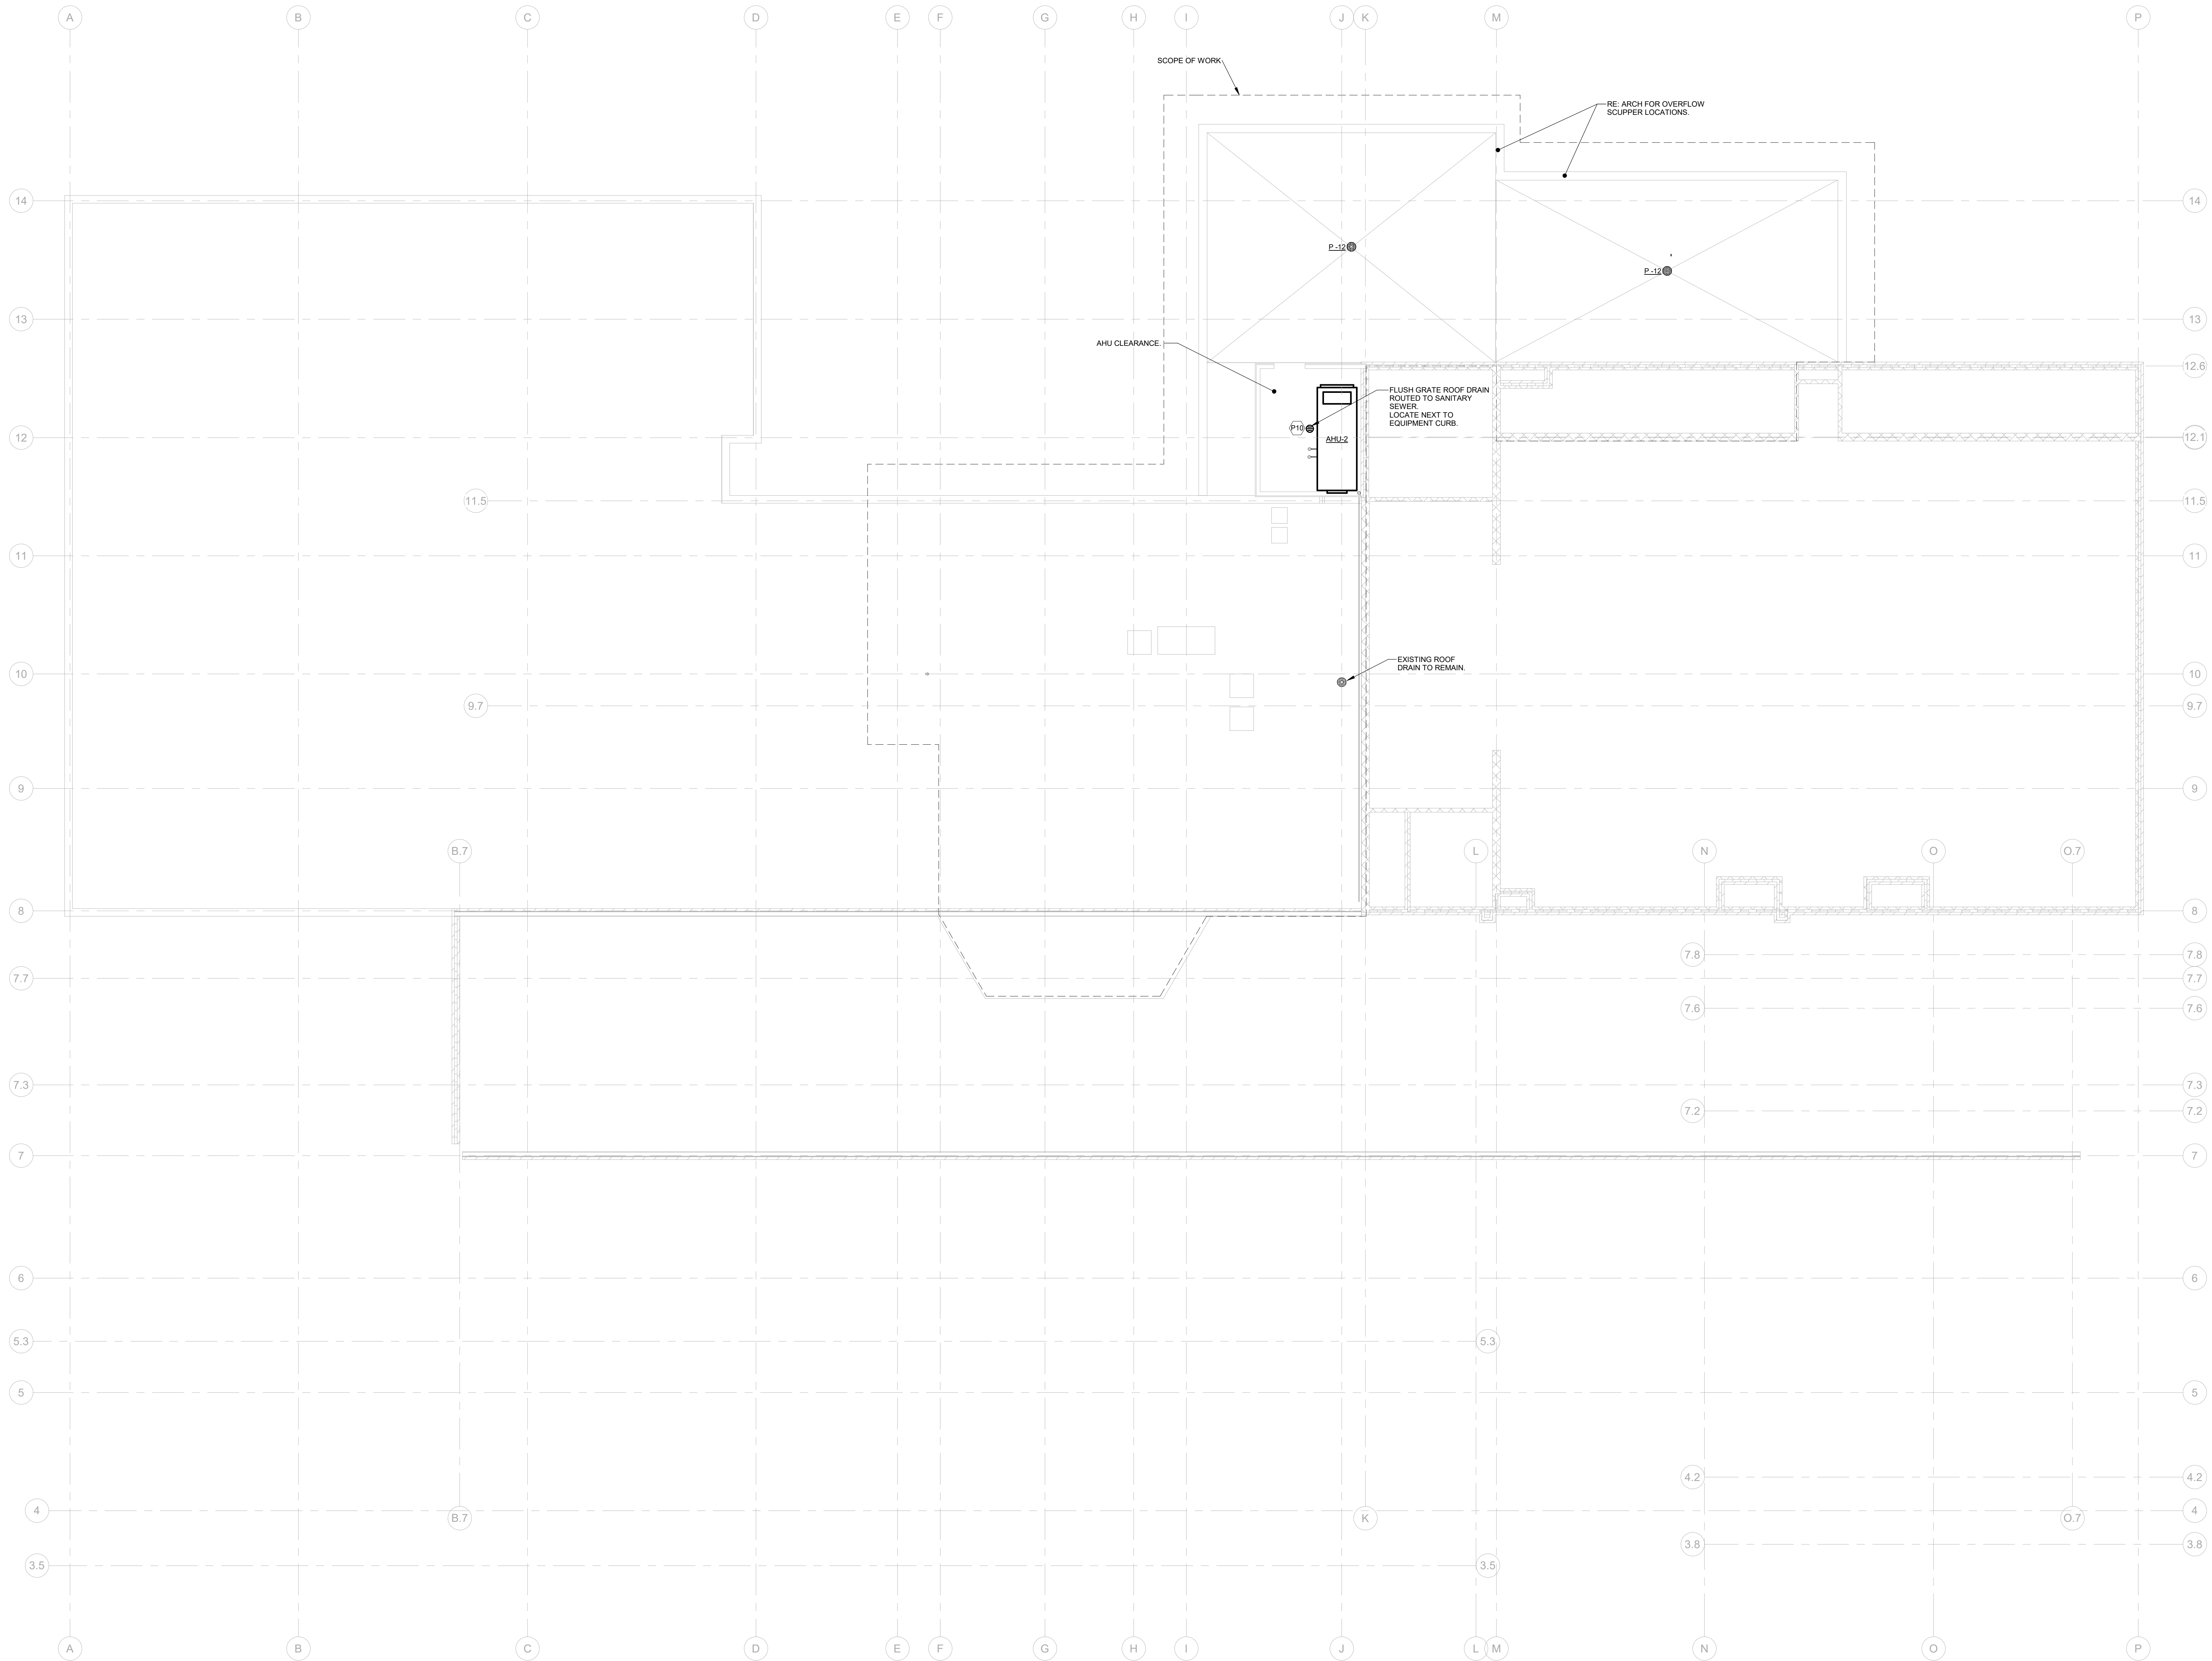 A B C D E F G H I J K M P
SCOPE OF WORK
RE: ARCH FOR OVERFLOW
SCUPPER LOCATIONS.
14 14
P -12
P -12
13 13
AHU CLEARANCE.
12.6
FLUSH GRATE ROOF DRAIN
ROUTED TO SANITARY
SEWER.
LOCATE NEXT TO
EQUIPMENT CURB.
P10
AHU-2
12 12.1
11.5 11.5
11 11
EXISTING ROOF
DRAIN TO REMAIN.
10 10
9.7 9.7
9 9
B.7 L N O O.7
8 8
7.8 7.8
7.7 7.7
7.6 7.6
7.3 7.3
7.2 7.2
7 7
6 6
5.3 5.3
5 5
4.2 4.2
4 4
B.7 K O.7
3.8 3.8
3.5 3.5
A B C D E F G H I J L M N O P